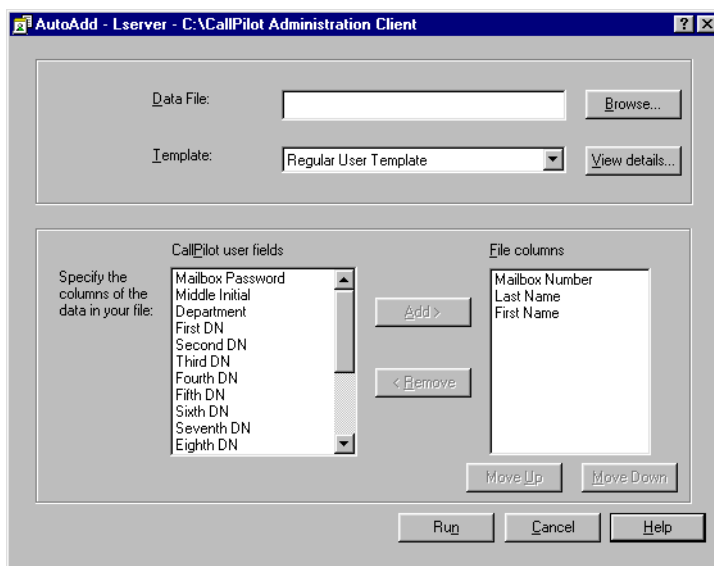 AutoAdd - Lserver - C:\CallPilot Administration Client
Data File:
Browse...
Template:
Regular User Template
View details...
CallPilot user fields
File columns
Specify the
columns of the
data in your file:
Mailbox Password
Middle Initial
Department
First DN
Second DN
Third DN
Fourth DN
Fifth DN
Sixth DN
Seventh DN
Eighth DN
Add >
< Remove
Mailbox Number
Last Name
First Name
Move Up
Move Down
Run
Cancel
Help